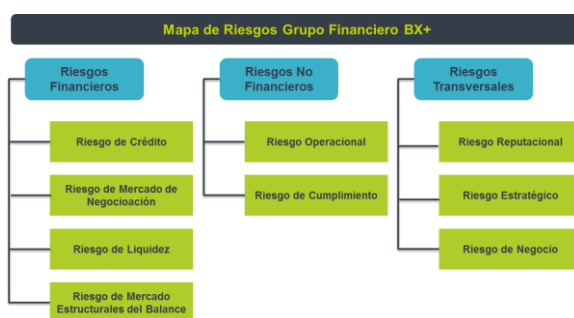 Mapa de Riesgos Grupo Financiero BX+
Riesgos
Financieros
Riesgo de Crédito
Riesgo de Mercado de
Negocioación
Riesgo de Liquidez
Riesgo de Mercado
Estructurales del Balance
Riesgos No
Financieros
Riesgo Operacional
Riesgo de Cumplimiento
Riesgos
Transversales
Riesgo Reputacional
Riesgo Estratégico
Riesgo de Negocio